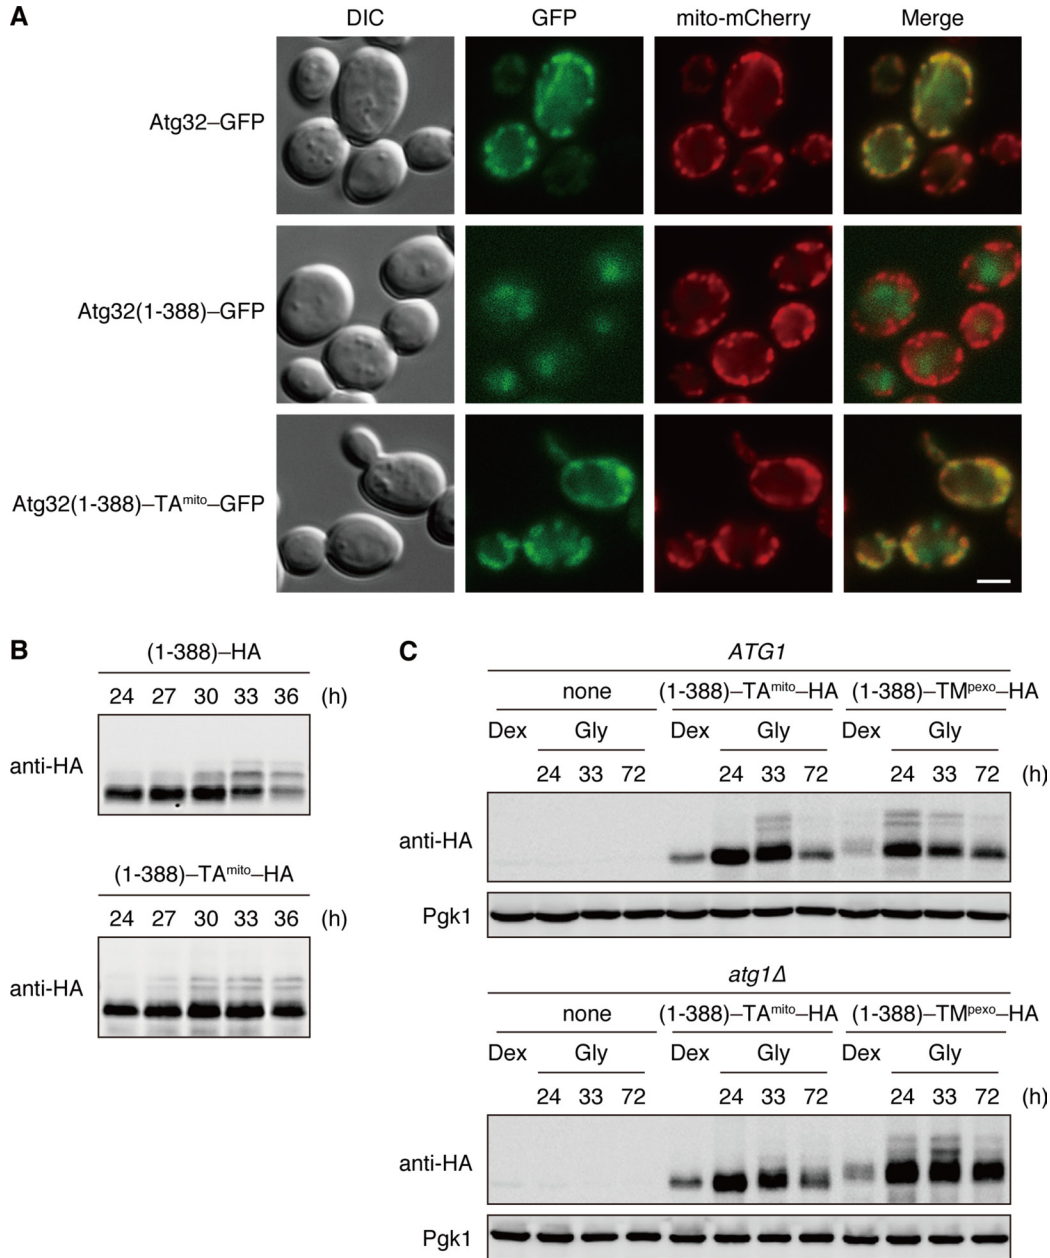 A
DIC GFP mito-mCherry Merge
Atg32–GFP
Atg32(1-388)–GFP
Atg32(1-388)–TAmito–GFP
B
(1-388)–HA
24 27 30 33 36 (h)
anti-HA
(1-388)–TAmito–HA
24 27 30 33 36 (h)
anti-HA
C
ATG1
none (1-388)–TAmito–HA (1-388)–TMpexo–HA
Dex Gly Dex Gly Dex Gly
24 33 72 24 33 72 24 33 72 (h)
anti-HA
Pgk1
atg1Δ
none (1-388)–TAmito–HA (1-388)–TMpexo–HA
Dex Gly Dex Gly Dex Gly
24 33 72 24 33 72 24 33 72 (h)
anti-HA
Pgk1